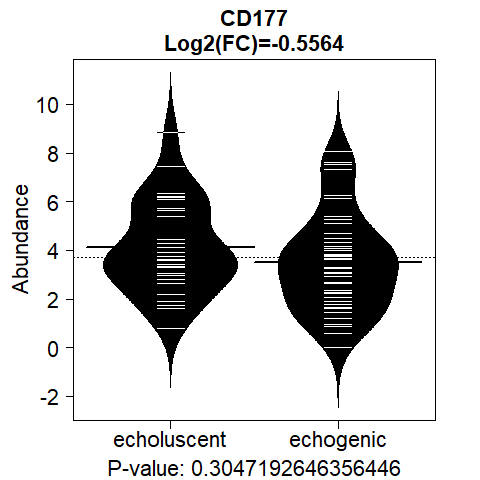 CD177
Log2(FC)=-0.5564
Abundance
10
8
6
4
2
0
-2
echoluscent echogenic
P-value: 0.3047192646356446